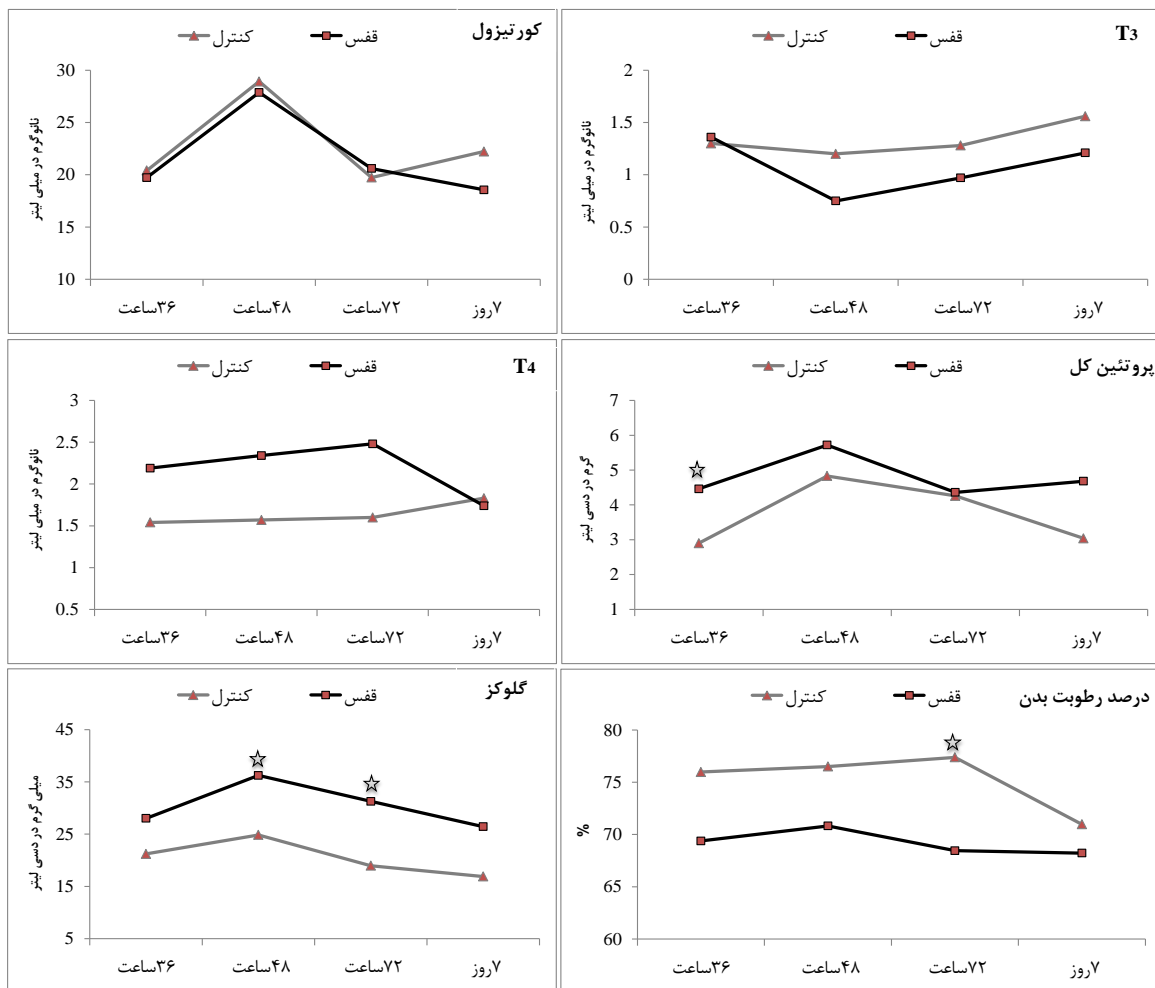 کورتیزول
کنترل
قفس
نانوگرم در میلی لیتر
30
25
20
15
10
۳۶ساعت
۴۸ساعت
۷۲ساعت
۷روز
T3
کنترل
قفس
نانوگرم در میلی لیتر
2
1.5
1
0.5
0
۳۶ساعت
۴۸ساعت
۷۲ساعت
۷روز
T4
کنترل
قفس
نانوگرم در میلی لیتر
3
2.5
2
1.5
1
0.5
۳۶ساعت
۴۸ساعت
۷۲ساعت
۷روز
پروتئین کل
کنترل
قفس
گرم در دسی لیتر
7
6
5
4
3
2
1
۳۶ساعت
۴۸ساعت
۷۲ساعت
۷روز
گلوکز
کنترل
قفس
میلی گرم در دسی لیتر
45
35
25
15
5
۳۶ساعت
۴۸ساعت
۷۲ساعت
۷روز
درصد رطوبت بدن
کنترل
قفس
%
80
75
70
65
60
۳۶ساعت
۴۸ساعت
۷۲ساعت
۷روز